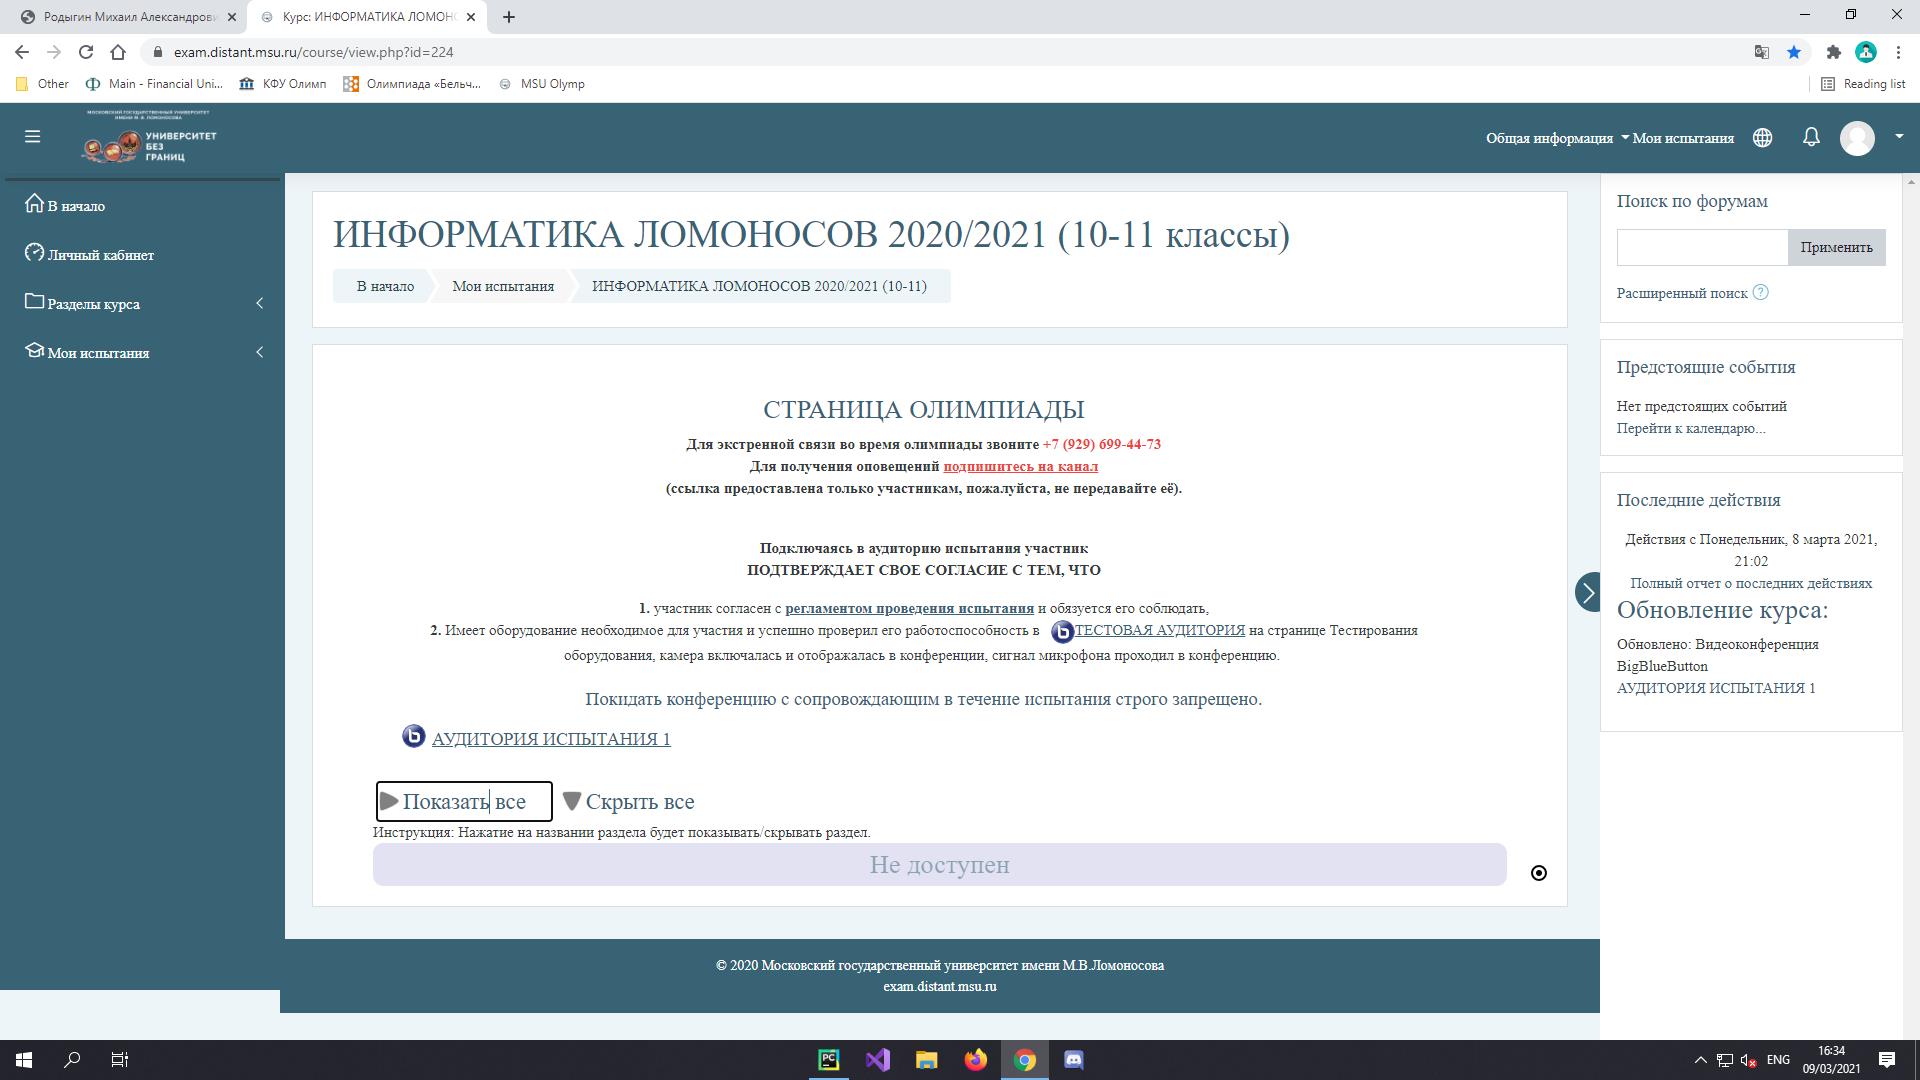 Родыгин Михаил Александрови
Курс: ИНФОРМАТИКА ЛОМОНО
exam.distant.msu.ru/course/view.php?id=224
Other
Main - Financial Uni...
КФУ Олимп
Олимпиада «Бельч...
MSU Olymp
Reading list
МОСКОВСКИЙ ГОСУДАРСТВЕННЫЙ УНИВЕРСИТЕТ
ИМЕНИ М. В. ЛОМОНОСОВА
УНИВЕРСИТЕТ
БЕЗ
ГРАНИЦ
Общая информация
Мои испытания
В начало
Личный кабинет
Разделы курса
Мои испытания
ИНФОРМАТИКА ЛОМОНОСОВ 2020/2021 (10-11 классы)
В начало
Мои испытания
ИНФОРМАТИКА ЛОМОНОСОВ 2020/2021 (10-11)
СТРАНИЦА ОЛИМПИАДЫ
Для экстренной связи во время олимпиады звоните +7 (929) 699-44-73
Для получения оповещений подпишитесь на канал
(ссылка предоставлена только участникам, пожалуйста, не передавайте её).
Подключаясь в аудиторию испытания участник
ПОДТВЕРЖДАЕТ СВОЕ СОГЛАСИЕ С ТЕМ, ЧТО
1. участник согласен с регламентом проведения испытания и обязуется его соблюдать,
2. Имеет оборудование необходимое для участия и успешно проверил его работоспособность в ТЕСТОВАЯ АУДИТОРИЯ на странице Тестирования
оборудования, камера включалась и отображалась в конференции, сигнал микрофона проходил в конференцию.
Покидать конференцию с сопровождающим в течение испытания строго запрещено.
АУДИТОРИЯ ИСПЫТАНИЯ 1
Показать все
Скрыть все
Инструкция: Нажатие на названии раздела будет показывать/скрывать раздел.
Не доступен
© 2020 Московский государственный университет имени М.В.Ломоносова
exam.distant.msu.ru
Поиск по форумам
Применить
Расширенный поиск
Предстоящие события
Нет предстоящих событий
Перейти к календарю...
Последние действия
Действия с Понедельник, 8 марта 2021,
21:02
Полный отчет о последних действиях
Обновление курса:
Обновлено: Видеоконференция
BigBlueButton
АУДИТОРИЯ ИСПЫТАНИЯ 1
PC
ENG
16:34
09/03/2021